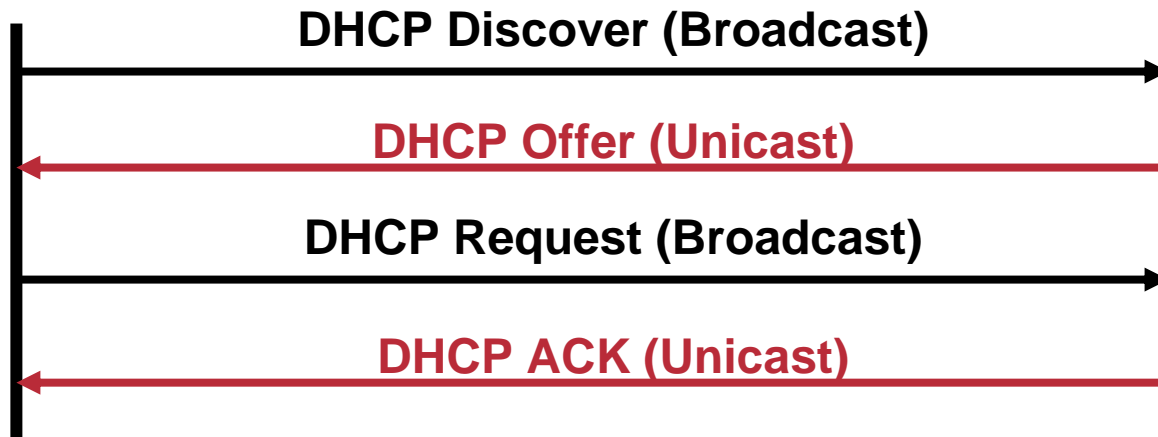 DHCP Discover (Broadcast)
DHCP Offer (Unicast)
DHCP Request (Broadcast)
DHCP ACK (Unicast)